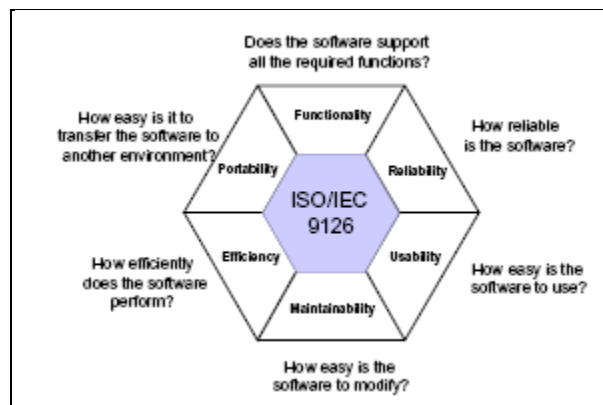 Does the software support
all the required functions?
Functionality
How easy is it to
transfer the software to
another environment?
Portability
How reliable
is the software?
Reliability
ISO/IEC
9126
Efficiency
How efficiently
does the software
perform?
Usability
How easy is the
software to use?
Maintainability
How easy is the
software to modify?